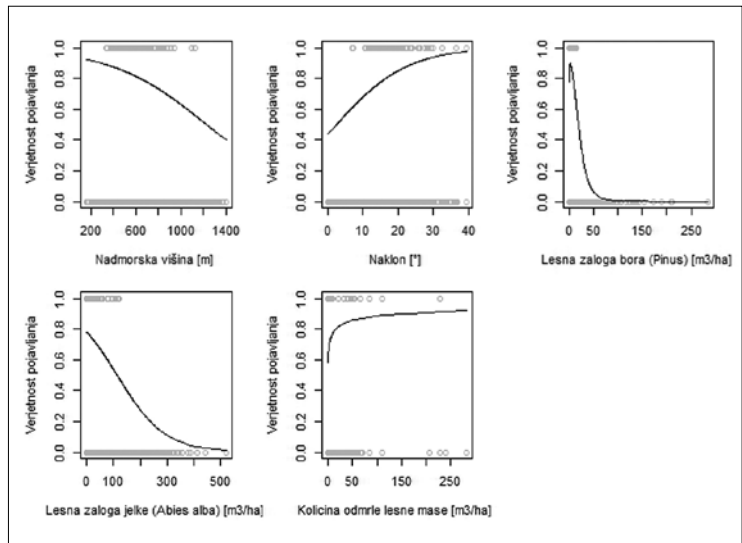 Verjetnost pojavljanja
0.0 0.2 0.4 0.6 0.8 1.0
200 600 1000 1400
Nadmorska višina [m]
Verjetnost pojavljanja
0.0 0.2 0.4 0.6 0.8 1.0
0 10 20 30 40
Naklon [°]
Verjetnost pojavljanja
0.0 0.2 0.4 0.6 0.8 1.0
0 50 150 250
Lesna zaloga bora (Pinus) [m3/ha]
Verjetnost pojavljanja
0.0 0.2 0.4 0.6 0.8 1.0
0 100 300 500
Lesna zaloga jelke (Abies alba) [m3/ha]
Verjetnost pojavljanja
0.0 0.2 0.4 0.6 0.8 1.0
0 50 150 250
Kolicina odmrle lesne mase [m3/ha]